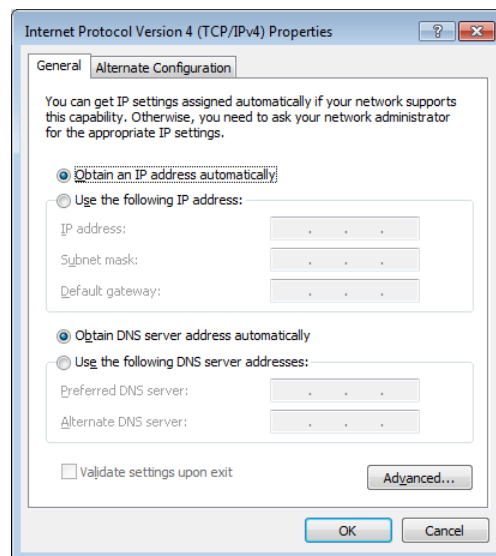 Internet Protocol Version 4 (TCP/IPv4) Properties
General
Alternate Configuration
You can get IP settings assigned automatically if your network supports
this capability. Otherwise, you need to ask your network administrator
for the appropriate IP settings.
Obtain an IP address automatically
Use the following IP address:
IP address:
Subnet mask:
Default gateway:
Obtain DNS server address automatically
Use the following DNS server addresses:
Preferred DNS server:
Alternate DNS server:
Validate settings upon exit
Advanced...
OK
Cancel